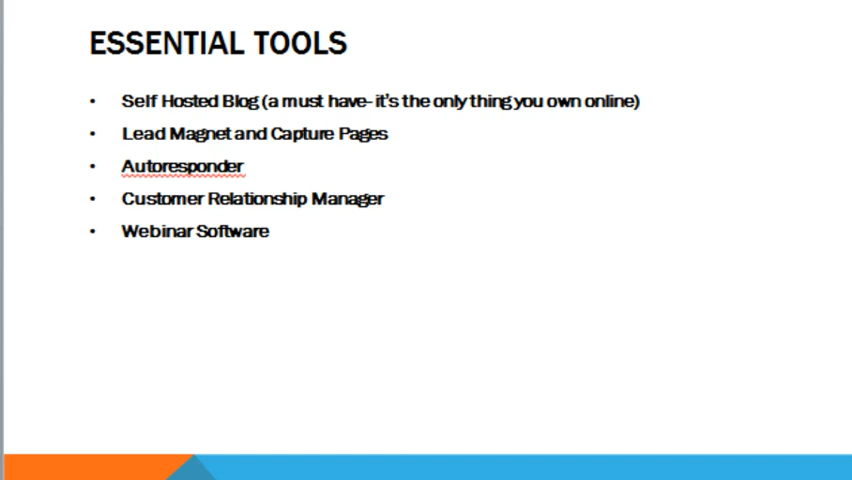 ESSENTIAL TOOLS
• Self Hosted Blog (a must have- it's the only thing you own online)
• Lead Magnet and Capture Pages
• Autoresponder
• Customer Relationship Manager
• Webinar Software